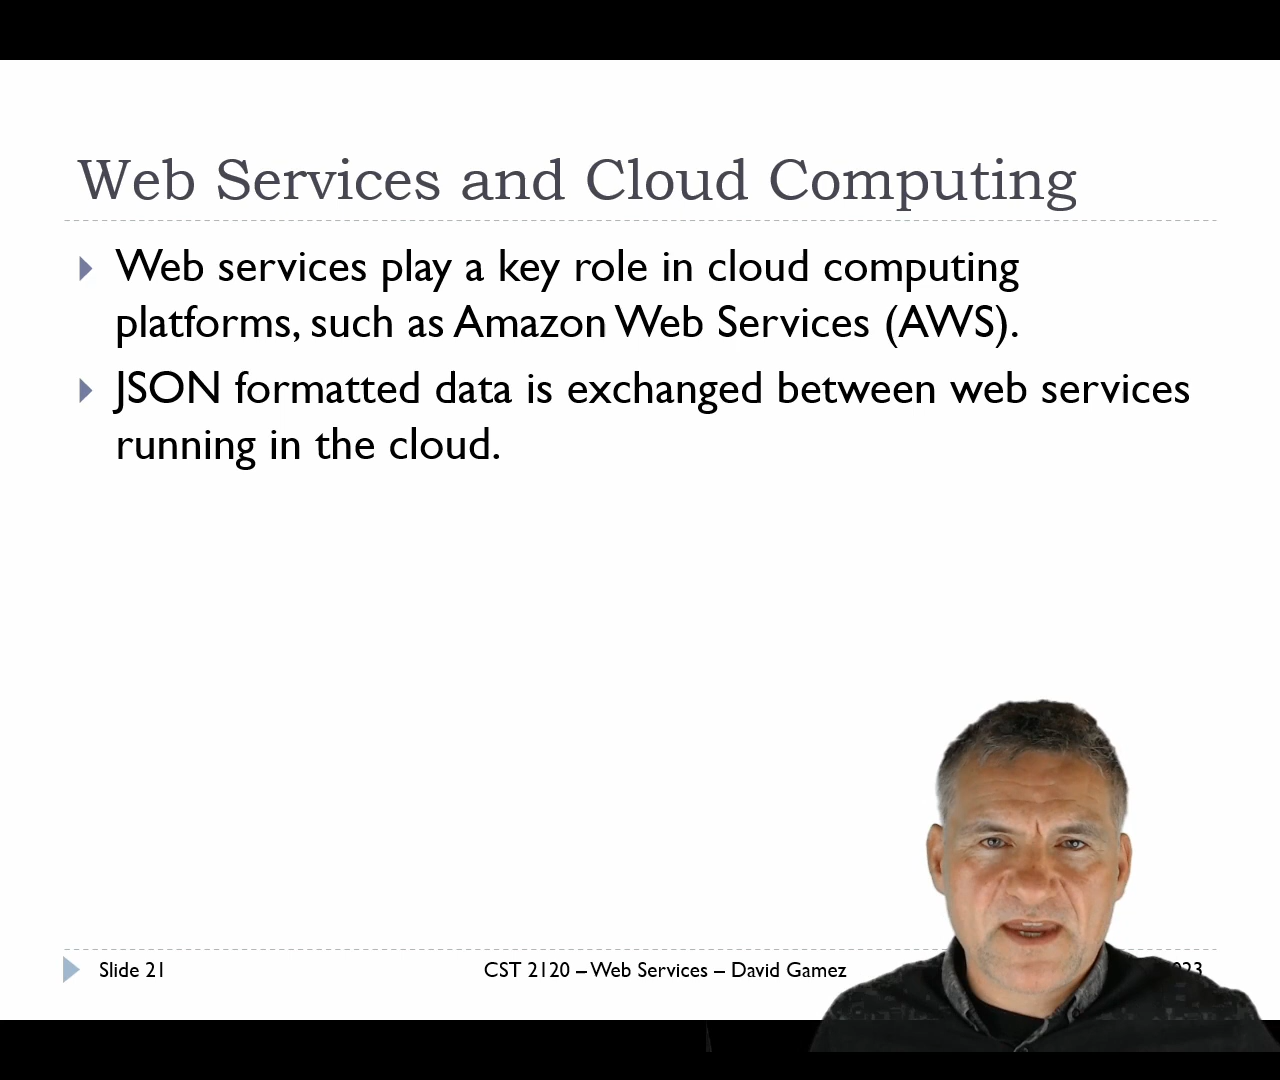 Web Services and Cloud Computing
Web services play a key role in cloud computing
platforms, such as Amazon Web Services (AWS).
JSON formatted data is exchanged between web services
running in the cloud.
Slide 21
CST 2120 – Web Services – David Gamez